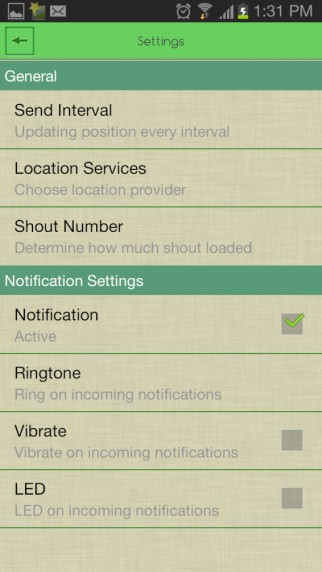 1:31 PM
Settings
General
Send Interval
Updating position every interval
Location Services
Choose location provider
Shout Number
Determine how much shout loaded
Notification Settings
Notification
Active
Ringtone
Ring on incoming notifications
Vibrate
Vibrate on incoming notifications
LED
LED on incoming notifications